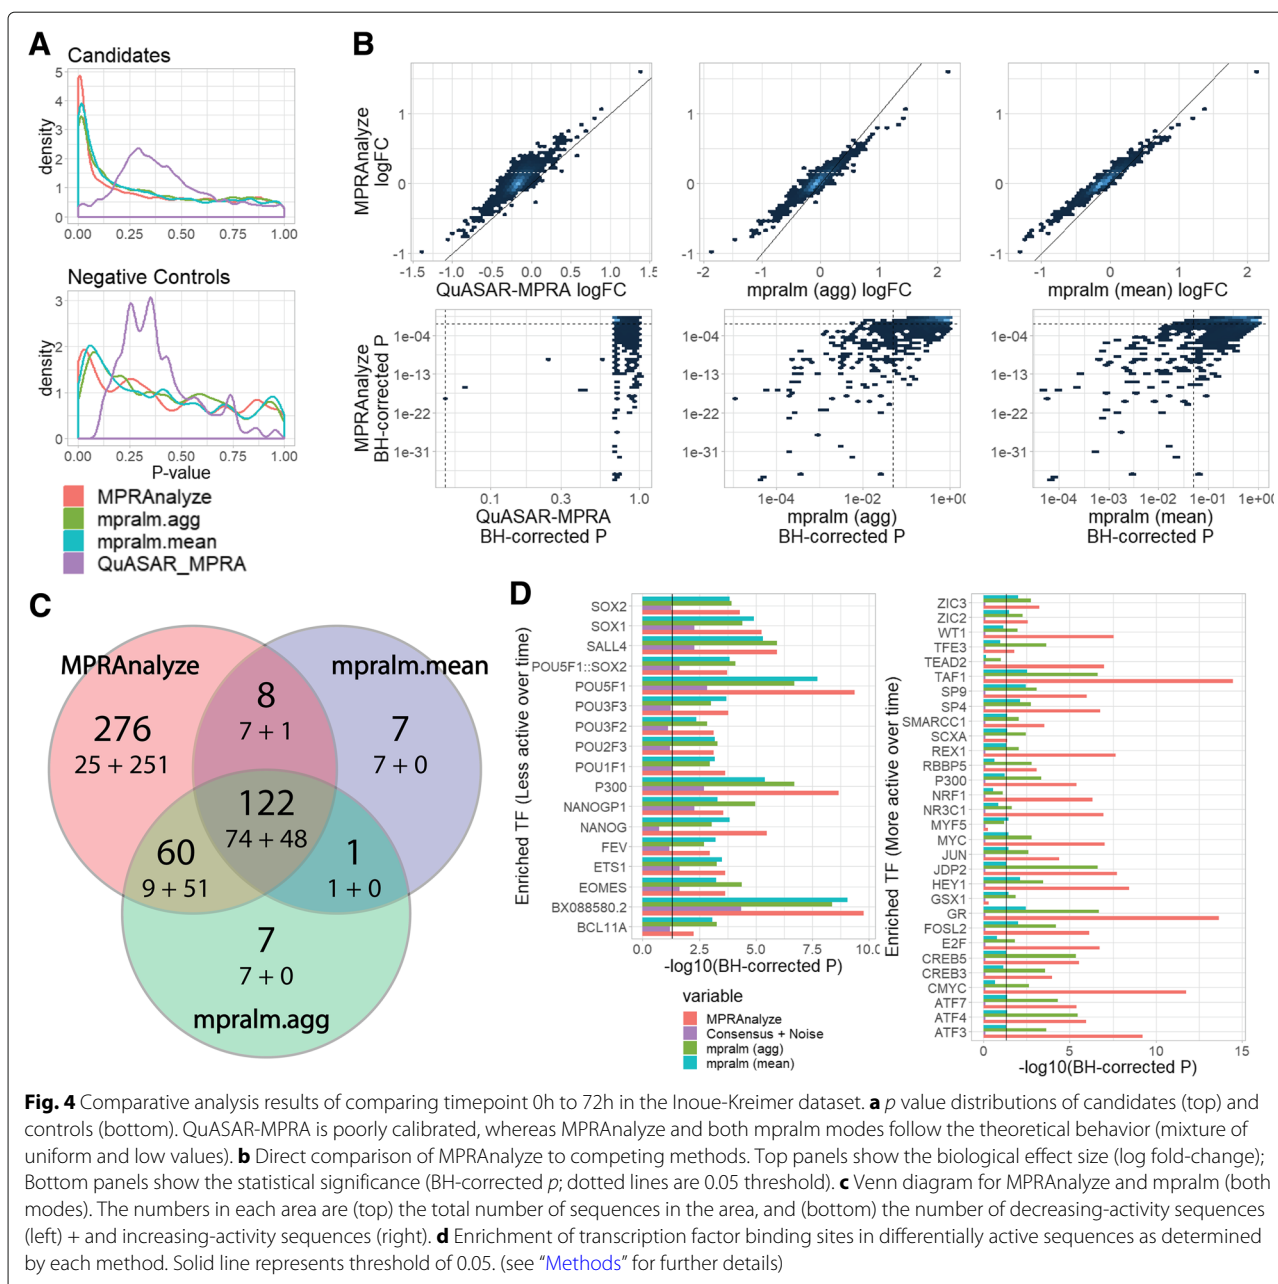 A
Candidates
density
5
4
3
2
1
0
0.00 0.25 0.50 0.75 1.00
Negative Controls
density
3
2
1
0
0.00 0.25 0.50 0.75 1.00
P-value
MPRAnalyze
mpralm.agg
mpralm.mean
QuASAR_MPRA
B
MPRAnalyze
logFC
1
0
-1
-1.5 -1.0 -0.5 0.0 0.5 1.0 1.5
QuASAR-MPRA logFC
1
0
-1
-2 -1 0 1 2
mpralm (agg) logFC
1
0
-1
-1 0 1 2
mpralm (mean) logFC
MPRAnalyze
BH-corrected P
1e-04
1e-13
1e-22
1e-31
0.1 0.3 1.0
QuASAR-MPRA
BH-corrected P
1e-04
1e-13
1e-22
1e-31
1e-04 1e-02 1e+00
mpralm (agg)
BH-corrected P
1e-04
1e-13
1e-22
1e-31
1e-04 1e-03 1e-02 1e-01 1e+00
mpralm (mean)
BH-corrected P
C
MPRAnalyze
mpralm.mean
8
7 + 1
276
25 + 251
7
7 + 0
122
74 + 48
60
9 + 51
1
1 + 0
7
7 + 0
mpralm.agg
D
Enriched TF (Less active over time)
SOX2
SOX1
SALL4
POU5F1::SOX2
POU5F1
POU3F3
POU3F2
POU2F3
POU1F1
P300
NANOGP1
NANOG
FEV
ETS1
EOMES
BX088580.2
BCL11A
0.0 2.5 5.0 7.5 10.0
-log10(BH-corrected P)
variable
MPRAnalyze
Consensus + Noise
mpralm (agg)
mpralm (mean)
Enriched TF (More active over time)
ZIC3
ZIC2
WT1
TFE3
TEAD2
TAF1
SP9
SP4
SMARCC1
SCXA
REX1
RBBP5
P300
NRF1
NR3C1
MYF5
MYC
JUN
JDP2
HEY1
GSX1
GR
FOSL2
E2F
CREB5
CREB3
CMYC
ATF7
ATF4
ATF3
0 5 10 15
-log10(BH-corrected P)
Fig. 4 Comparative analysis results of comparing timepoint 0h to 72h in the Inoue-Kreimer dataset. a p value distributions of candidates (top) and
controls (bottom). QuASAR-MPRA is poorly calibrated, whereas MPRAnalyze and both mpralm modes follow the theoretical behavior (mixture of
uniform and low values). b Direct comparison of MPRAnalyze to competing methods. Top panels show the biological effect size (log fold-change);
Bottom panels show the statistical significance (BH-corrected p; dotted lines are 0.05 threshold). c Venn diagram for MPRAnalyze and mpralm (both
modes). The numbers in each area are (top) the total number of sequences in the area, and (bottom) the number of decreasing-activity sequences
(left) + and increasing-activity sequences (right). d Enrichment of transcription factor binding sites in differentially active sequences as determined
by each method. Solid line represents threshold of 0.05. (see “Methods” for further details)